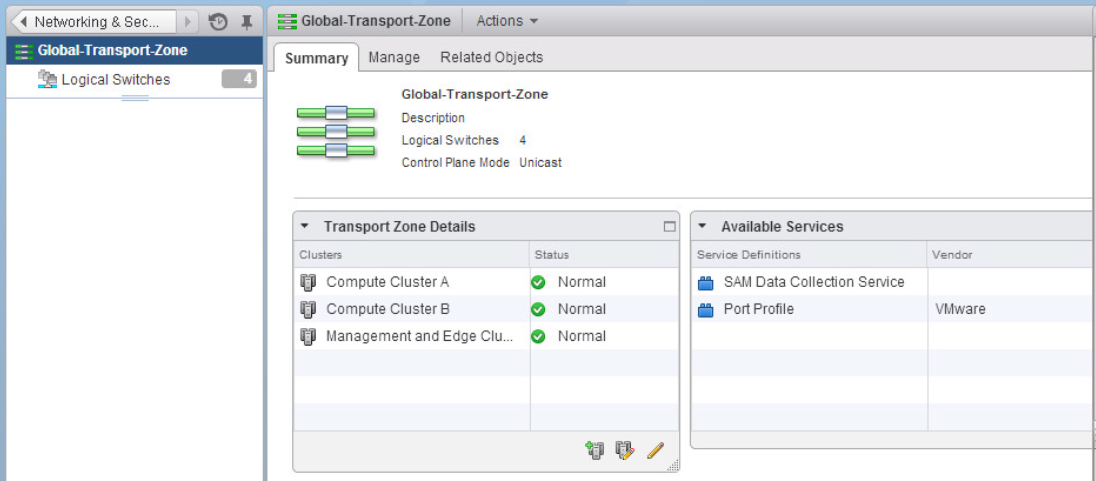 Networking & Sec...
Global-Transport-Zone
Logical Switches 4
Global-Transport-Zone Actions
Summary Manage Related Objects
Global-Transport-Zone
Description
Logical Switches 4
Control Plane Mode Unicast
Transport Zone Details
Clusters Status
Compute Cluster A Normal
Compute Cluster B Normal
Management and Edge Clu... Normal
Available Services
Service Definitions Vendor
SAM Data Collection Service
Port Profile VMware